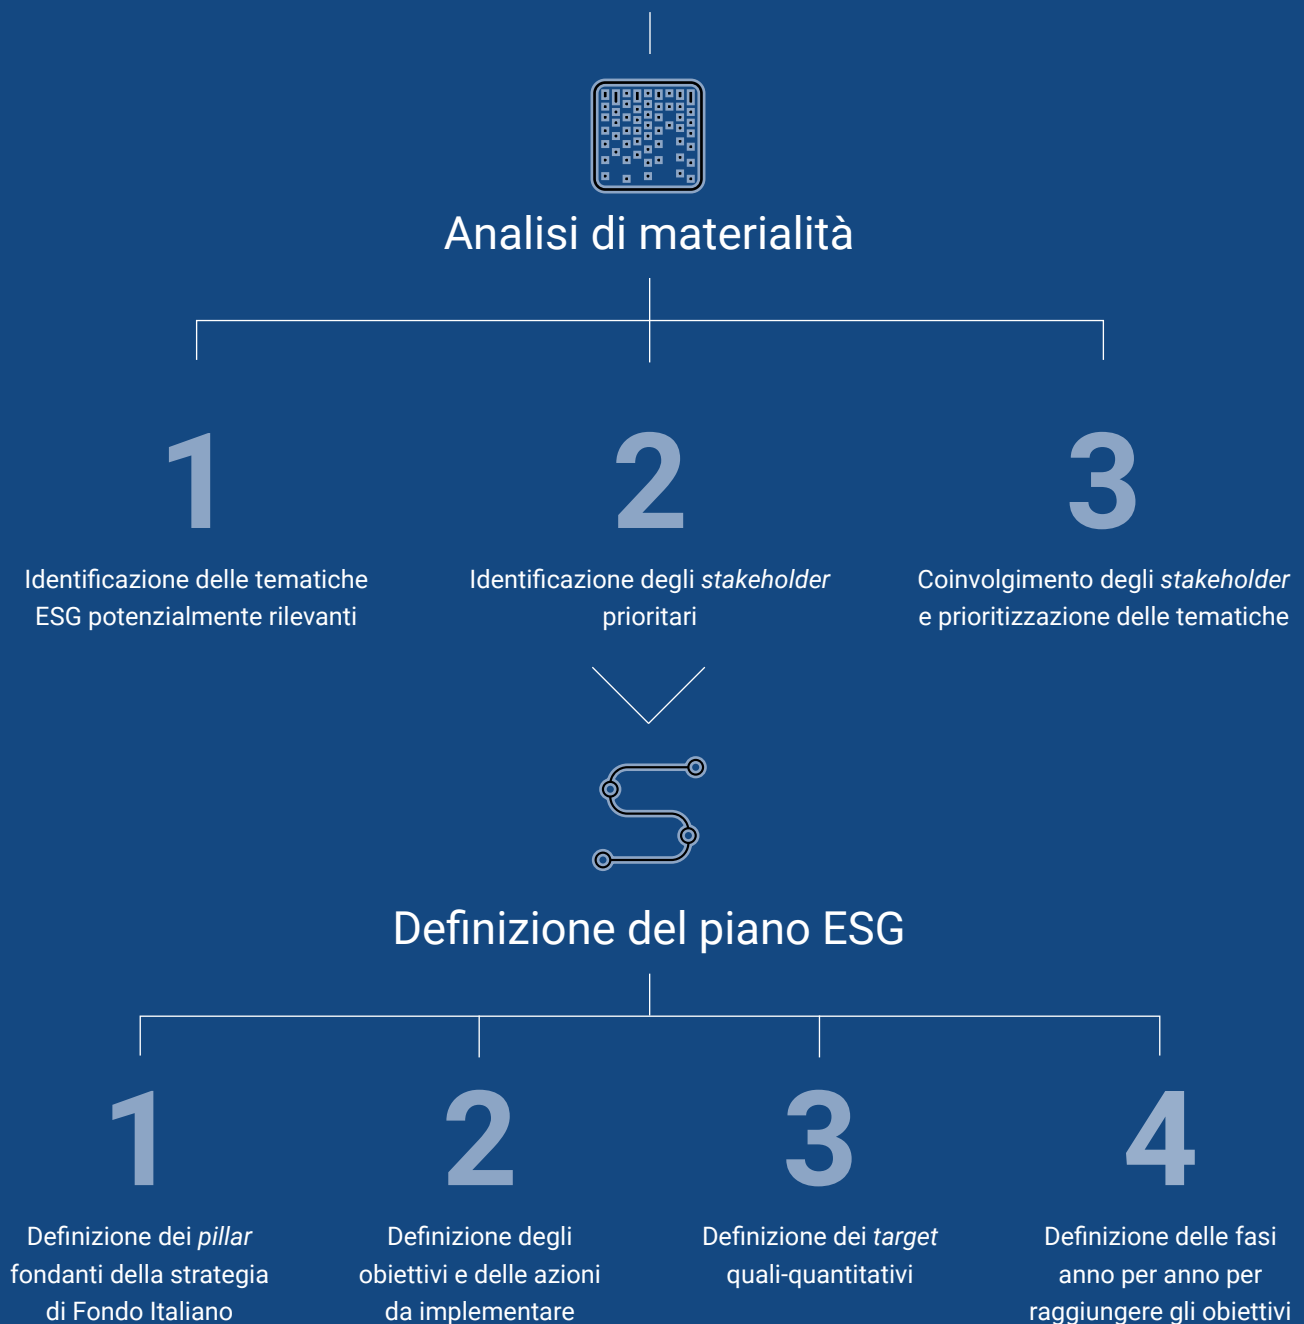 Analisi di materialità
1
Identificazione delle tematiche
ESG potenzialmente rilevanti
2
Identificazione degli stakeholder
prioritari
3
Coinvolgimento degli stakeholder
e prioritizzazione delle tematiche
Definizione del piano ESG
1
Definizione dei pillar
fondanti della strategia
di Fondo Italiano
2
Definizione degli
obiettivi e delle azioni
da implementare
3
Definizione dei target
quali-quantitativi
4
Definizione delle fasi
anno per anno per
raggiungere gli obiettivi